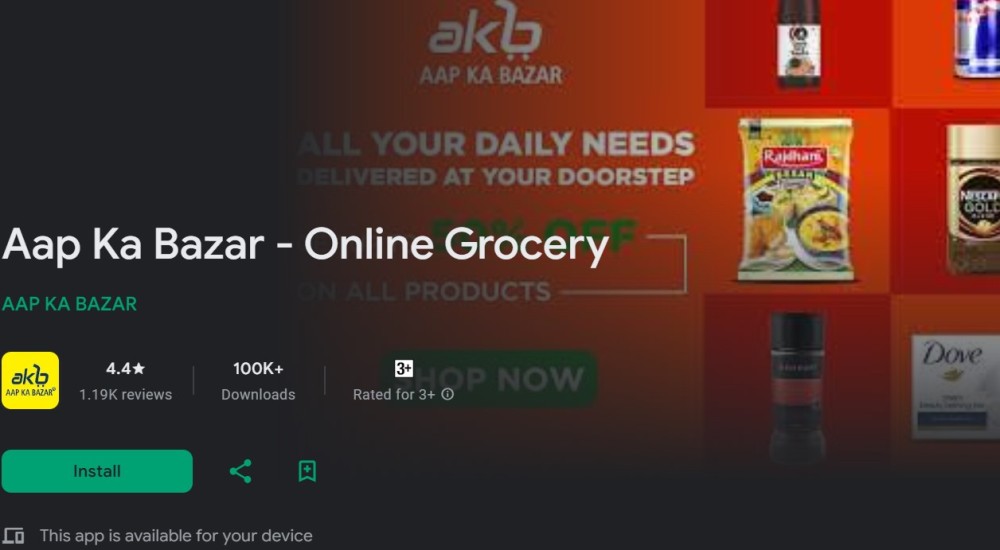 akb
AAP KA BAZAR
ALL YOUR DAILY NEEDS
DELIVERED AT YOUR DOORSTEP
50% OFF
ON ALL PRODUCTS
SHOP NOW
Rajdhani
BESAN
NESCAFÉ
GOLD
Dove
Aap Ka Bazar - Online Grocery
AAP KA BAZAR
akb
AAP KA BAZAR
4.4★
1.19K reviews
100K+
Downloads
3+
Rated for 3+
Install
This app is available for your device